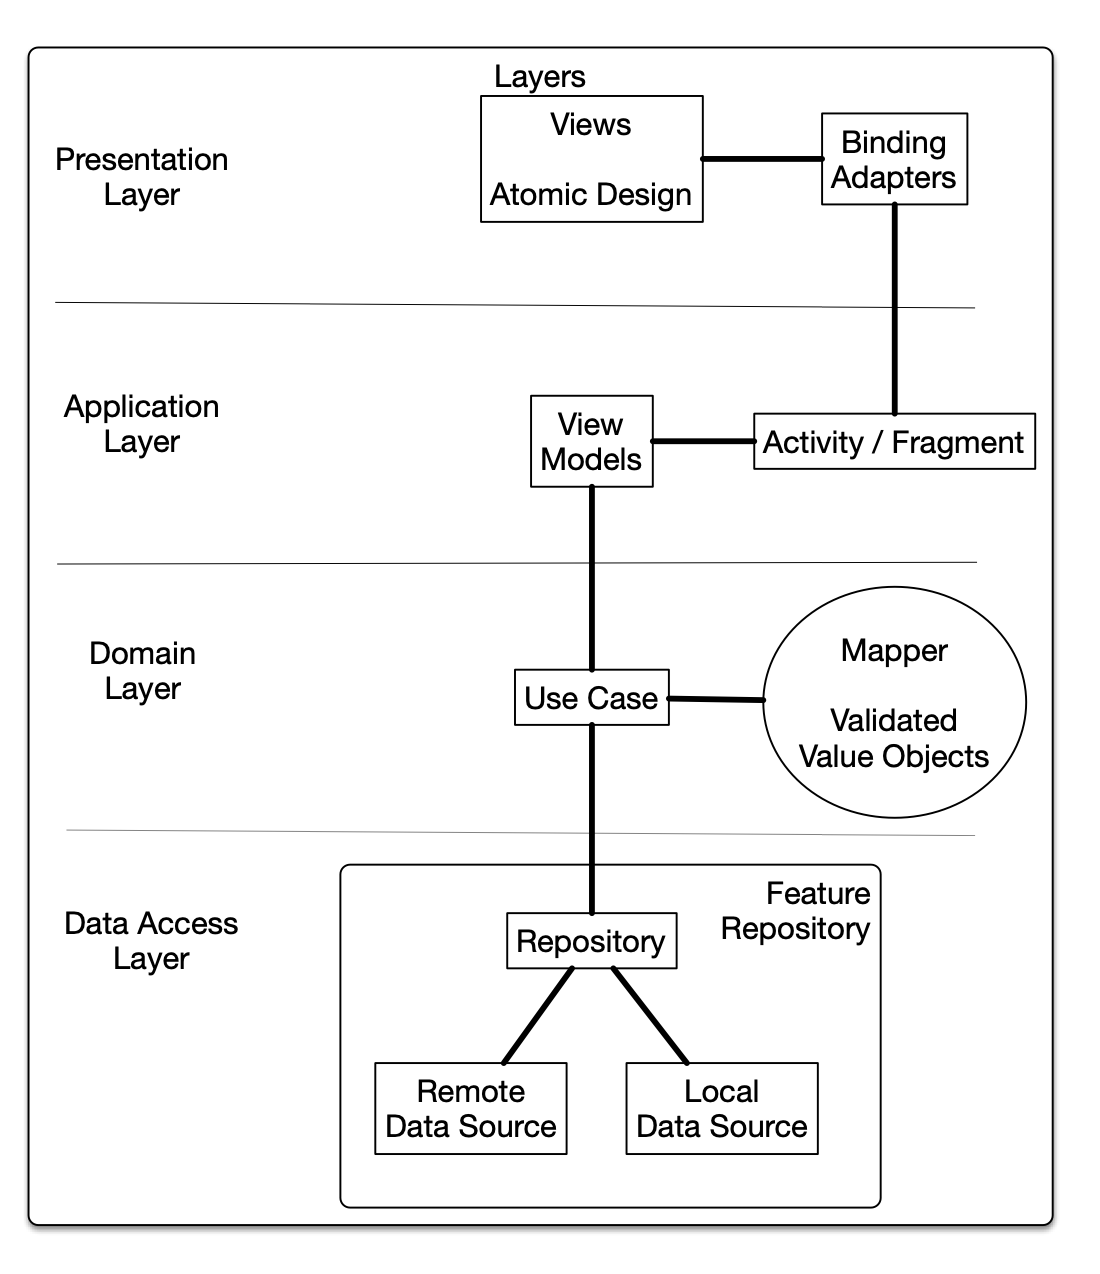 Layers
Presentation
Layer
Views
Atomic Design
Binding
Adapters
Application
Layer
View
Models
Activity / Fragment
Domain
Layer
Use Case
Mapper
Validated
Value Objects
Data Access
Layer
Feature
Repository
Repository
Remote
Data Source
Local
Data Source